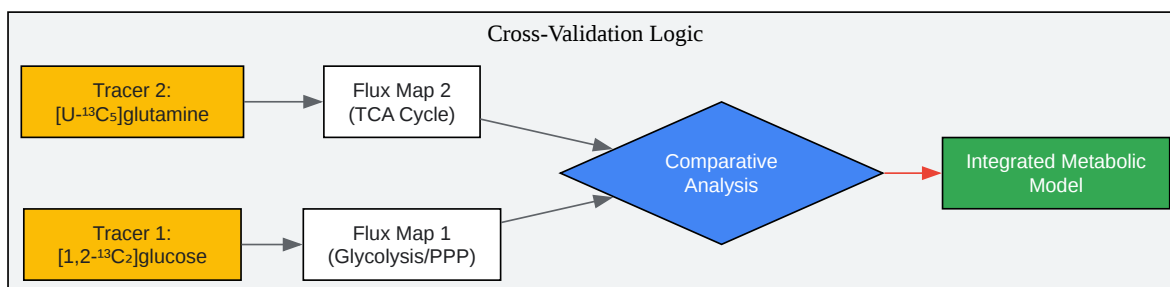 Cross-Validation Logic
Tracer 2:
[U-¹³C₅]glutamine
Flux Map 2
(TCA Cycle)
Comparative
Analysis
Integrated Metabolic
Model
Tracer 1:
[1,2-¹³C₂]glucose
Flux Map 1
(Glycolysis/PPP)